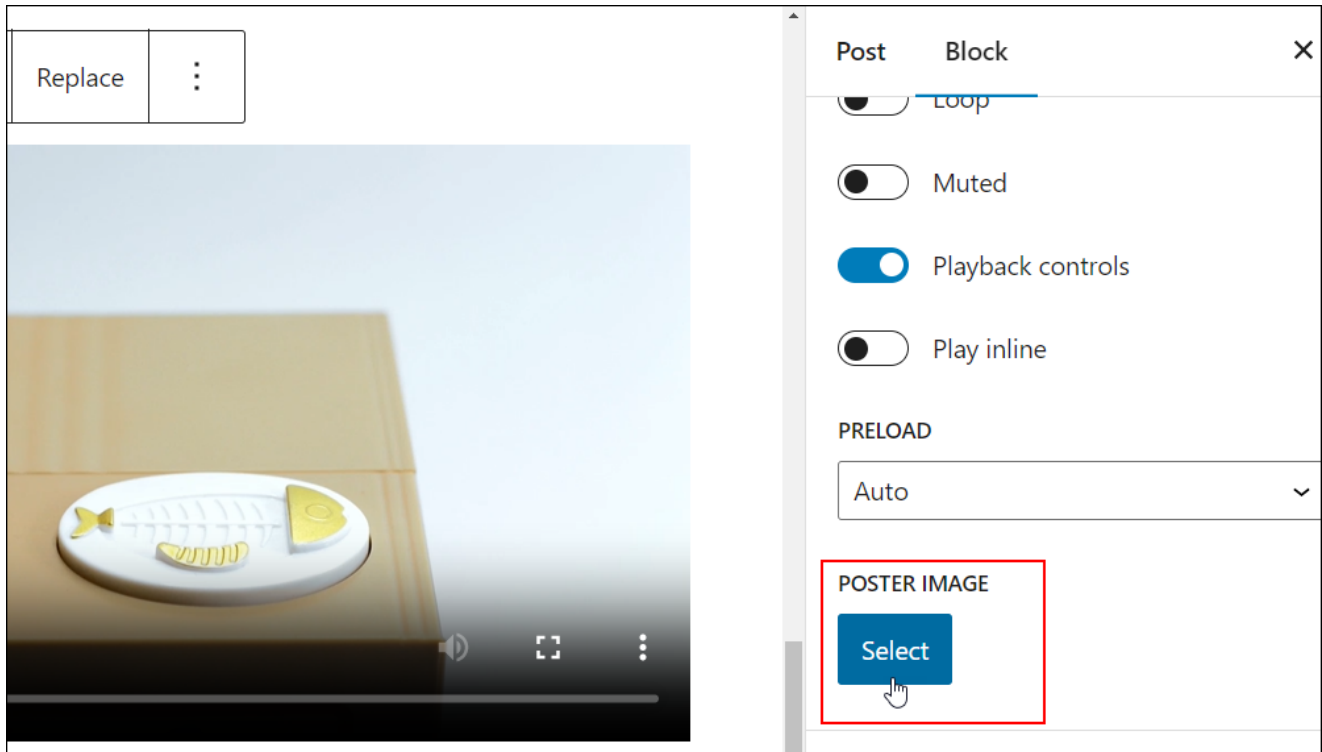 Replace
Post
Block
Loop
Muted
Playback controls
Play inline
PRELOAD
Auto
POSTER IMAGE
Select